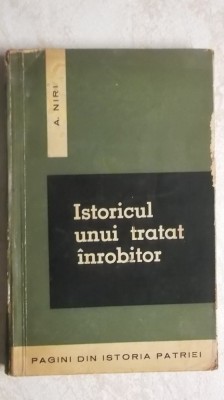 A. NIRI
Istoricul
unui tratat
înrobitor
PAGINI DIN ISTORIA PATRIEI